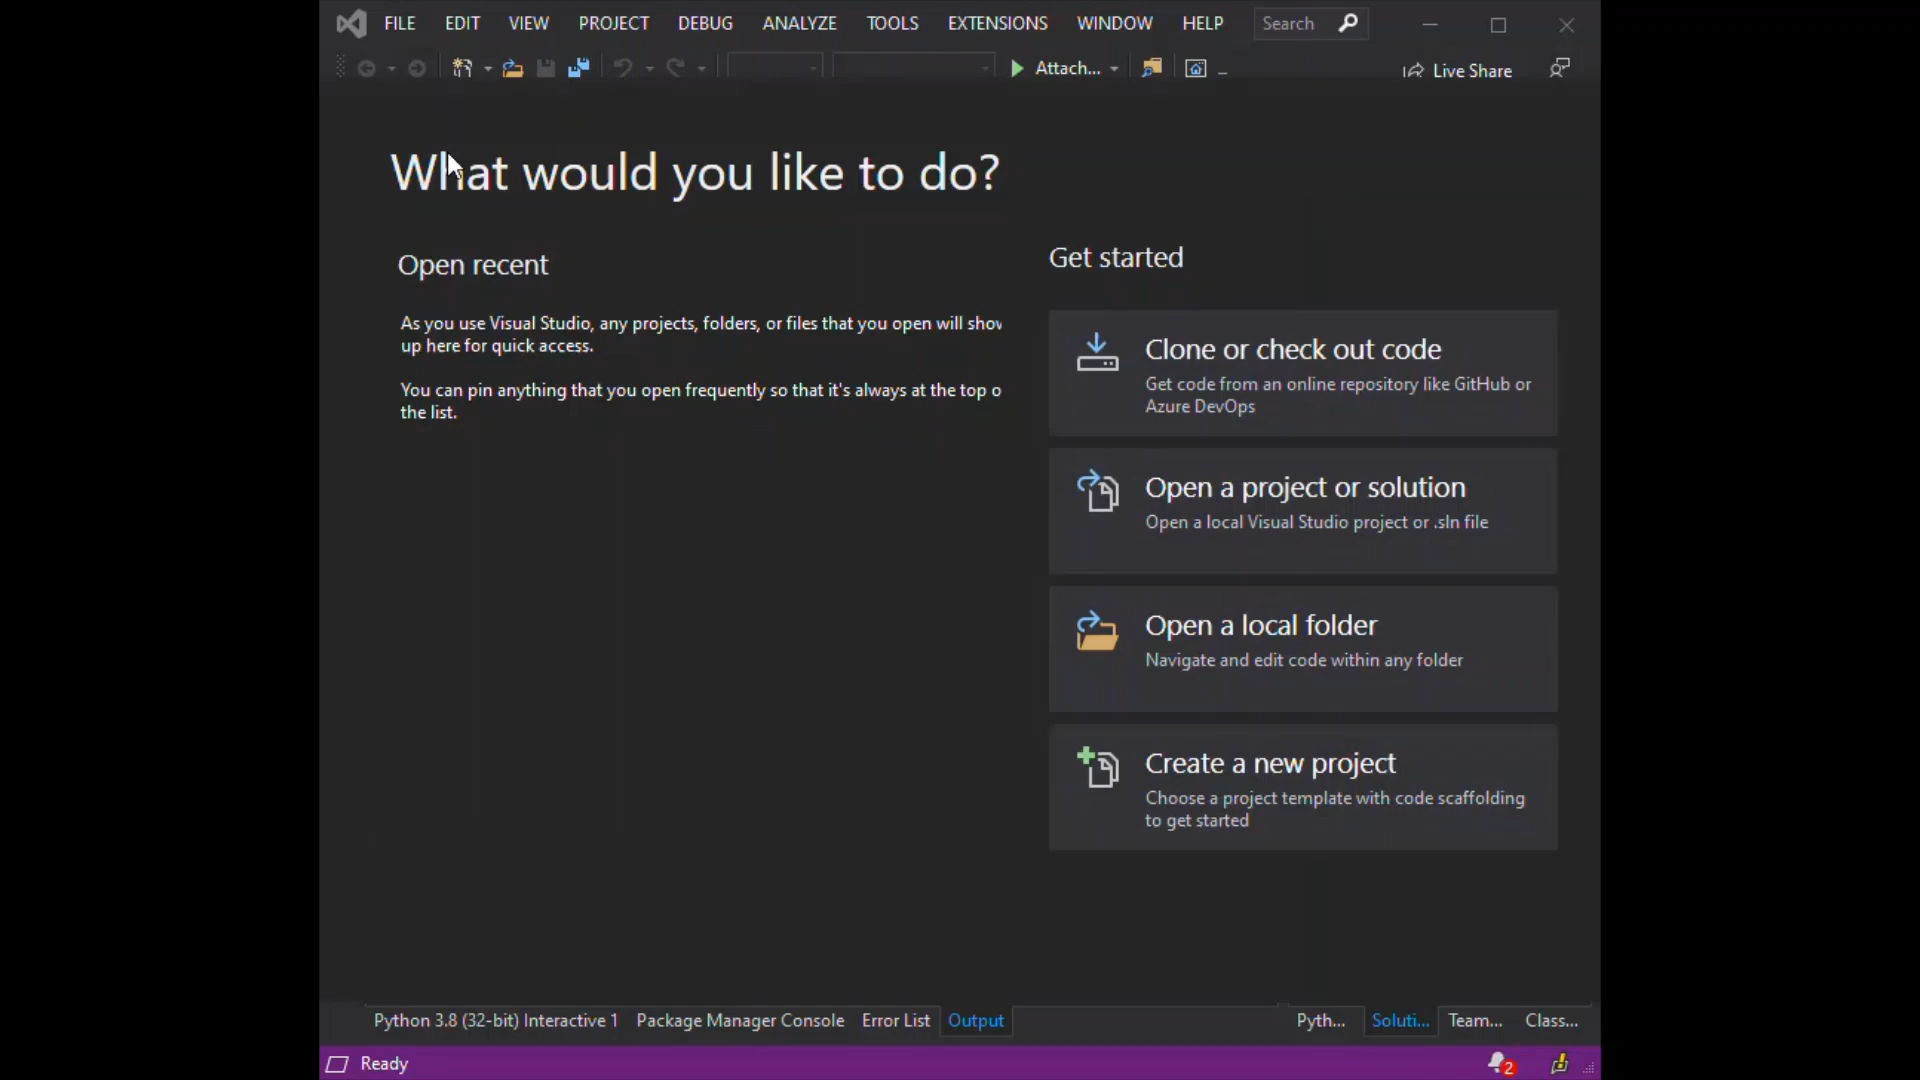 FILE EDIT VIEW PROJECT DEBUG ANALYZE TOOLS EXTENSIONS WINDOW HELP Search
Attach... Live Share
What would you like to do?
Open recent
As you use Visual Studio, any projects, folders, or files that you open will show
up here for quick access.
You can pin anything that you open frequently so that it's always at the top o
the list.
Get started
Clone or check out code
Get code from an online repository like GitHub or
Azure DevOps
Open a project or solution
Open a local Visual Studio project or .sln file
Open a local folder
Navigate and edit code within any folder
Create a new project
Choose a project template with code scaffolding
to get started
Python 3.8 (32-bit) Interactive 1 Package Manager Console Error List Output Pyth... Soluti... Team... Class...
Ready 2